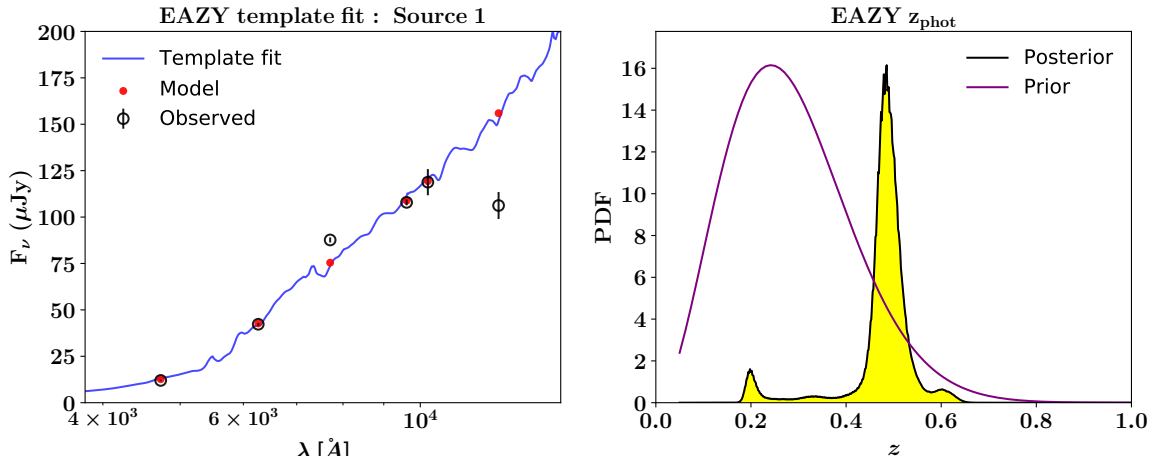 EAZY template fit : Source 1
Template fit
Model
Observed
200
175
150
125
100
75
50
25
0
F_ν (μJy)
4 × 10³
6 × 10³
10⁴
λ [Å]
EAZY z_phot
Posterior
Prior
16
14
12
10
8
6
4
2
0
PDF
0.0
0.2
0.4
0.6
0.8
1.0
z